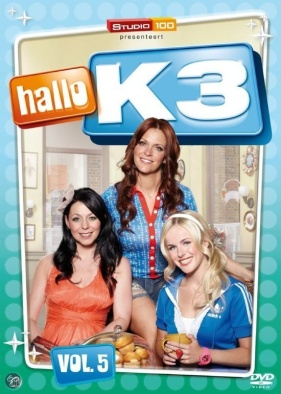 STUDIO 100
presenteert
hallo
K3
VOL. 5
DVD
VIDEO